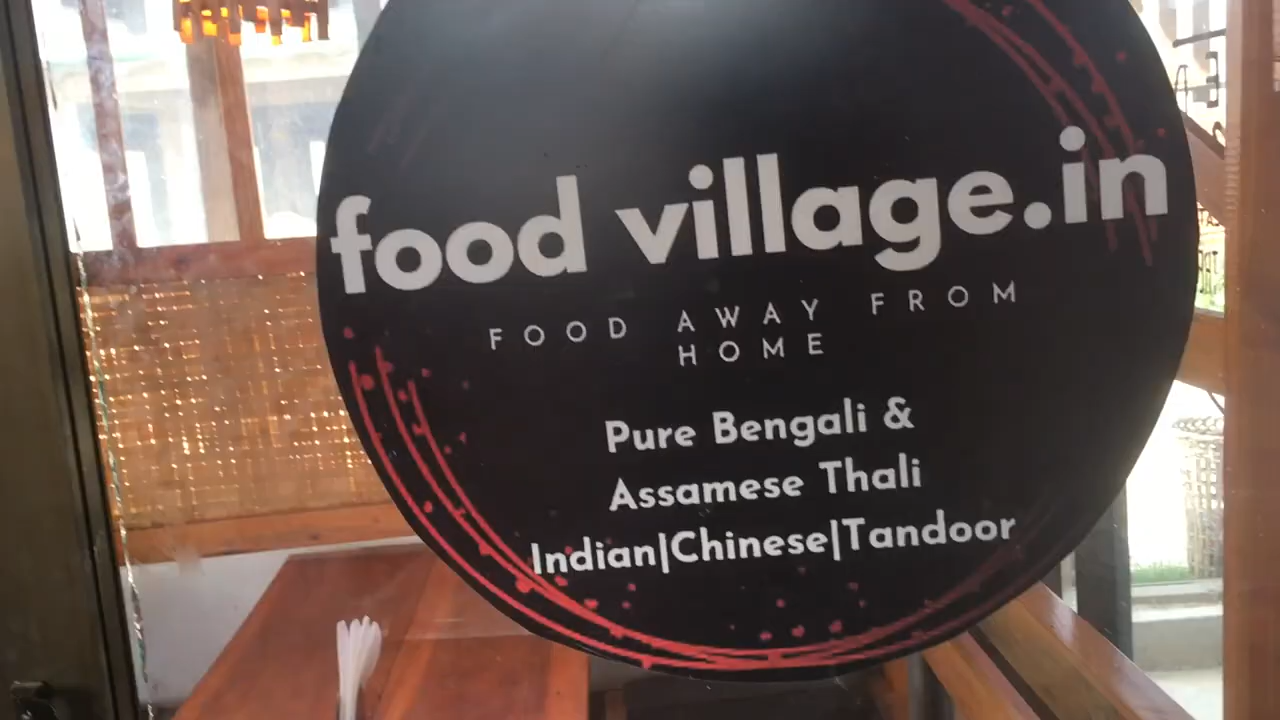 food village.in
FOOD AWAY FROM
HOME
Pure Bengali &
Assamese Thali
Indian|Chinese|Tandoor